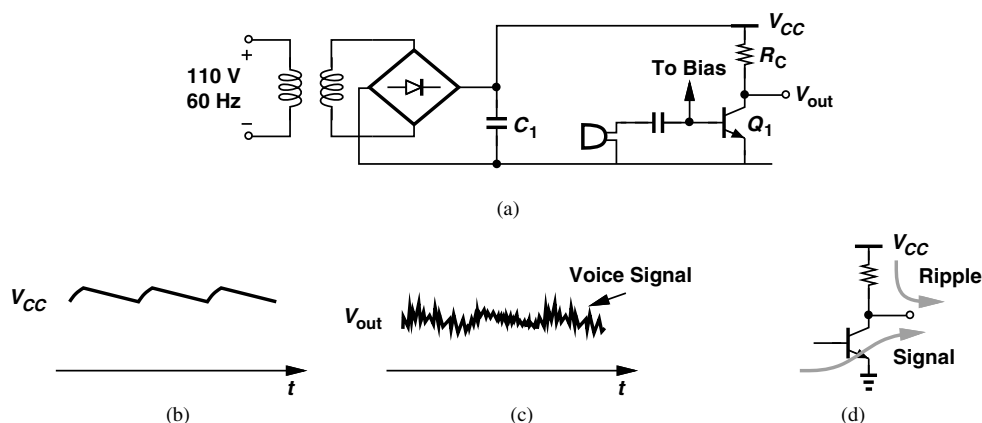 V_CC
R_C
To Bias
+
110 V
60 Hz
−
C_1
V_out
Q_1
(a)
V_CC
t
(b)
Voice Signal
V_out
t
(c)
V_CC
Ripple
Signal
(d)